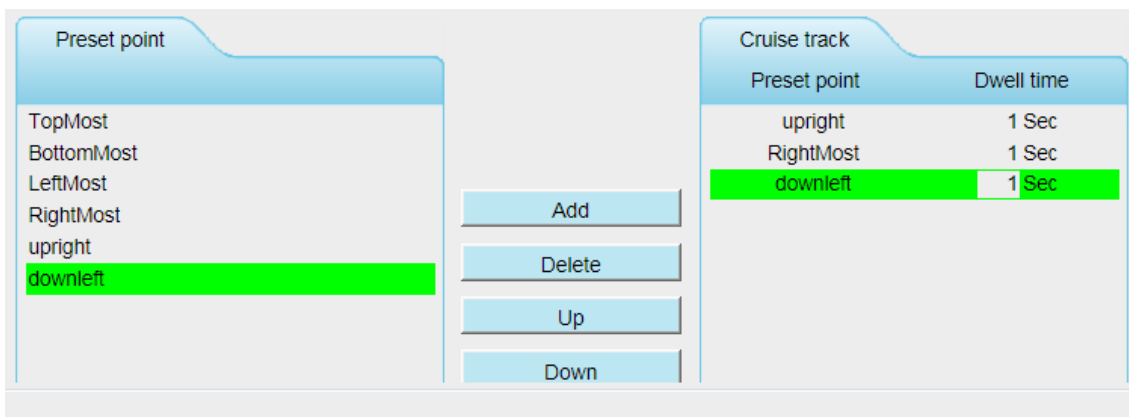 Preset point
TopMost
BottomMost
LeftMost
RightMost
upright
downleft
Add
Delete
Up
Down
Cruise track
Preset point Dwell time
upright 1 Sec
RightMost 1 Sec
downleft 1 Sec